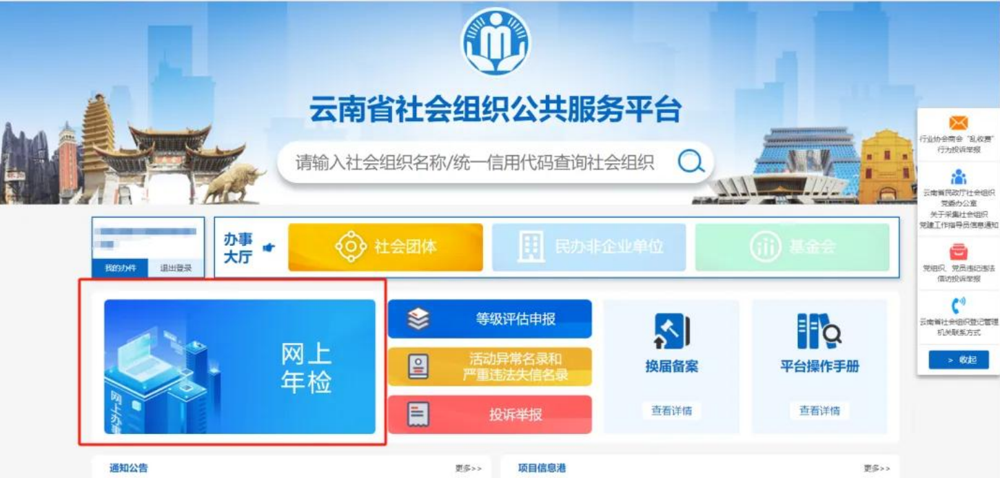 云南省社会组织公共服务平台
请输入社会组织名称/统一信用代码查询社会组织
行业协会商会“乱收费”
行为投诉举报
云南省民政厅社会组织
党委办公室
关于采集社会组织
党建工作指导员信息通知
党组织、党员违纪违法
信访投诉举报
云南省社会组织登记管理
机关联系方式
> 收起
我的办件
退出登录
办事
大厅
社会团体
民办非企业单位
基金会
网上
年检
网上办事
等级评估申报
活动异常名录和
严重违法失信名录
投诉举报
换届备案
查看详情
平台操作手册
查看详情
通知公告
更多>>
项目信息港
更多>>